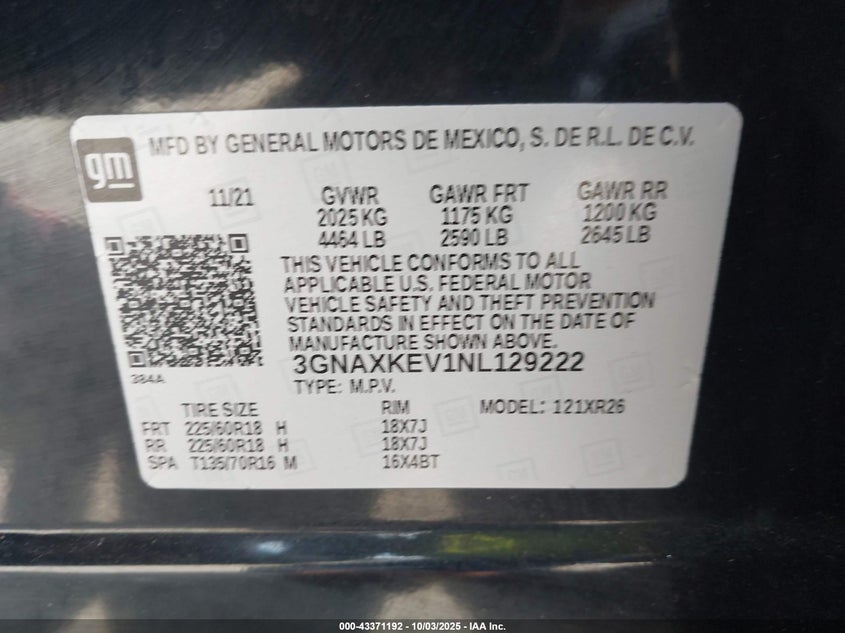 gm
MFD BY GENERAL MOTORS DE MEXICO, S. DE R.L. DE C.V.
11/21 GVWR GAWR FRT GAWR RR
2025 KG 1175 KG 1200 KG
4464 LB 2590 LB 2645 LB
THIS VEHICLE CONFORMS TO ALL
APPLICABLE U.S. FEDERAL MOTOR
VEHICLE SAFETY AND THEFT PREVENTION
STANDARDS IN EFFECT ON THE DATE OF
MANUFACTURE SHOWN ABOVE.
384A
3GNAXKEV1NL129222
TYPE: M.P.V.
TIRE SIZE RIM MODEL: 121XR26
FRT 225/60R18 H 18X7J
RR 225/60R18 H 18X7J
SPA T135/70R16 M 16X4BT
000-43371192 - 10/03/2025 - IAA Inc.